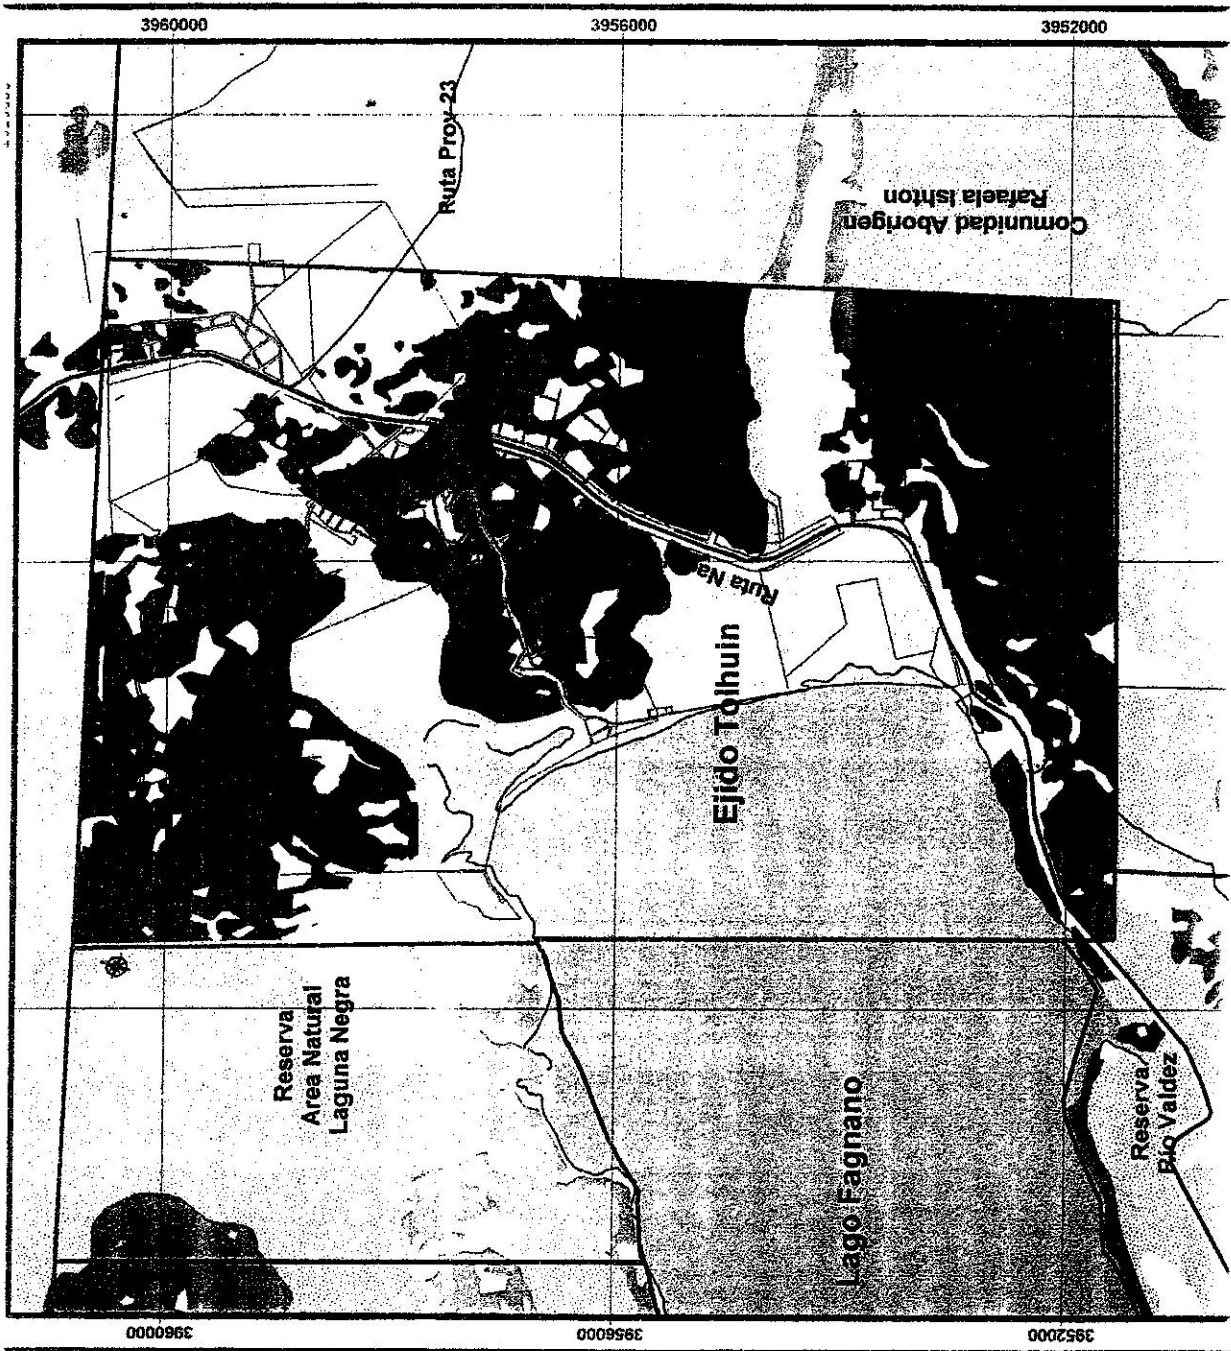 3960000
3956000
3952000
Ruta Prov 23
Comunidad Aborigen
Rafaela Ishton
Ruta Na
Ejido Tolhuin
Reserva
Area Natural
Laguna Negra
Lago Fagnano
Reserva
Río Valdez
3960000
3956000
3952000